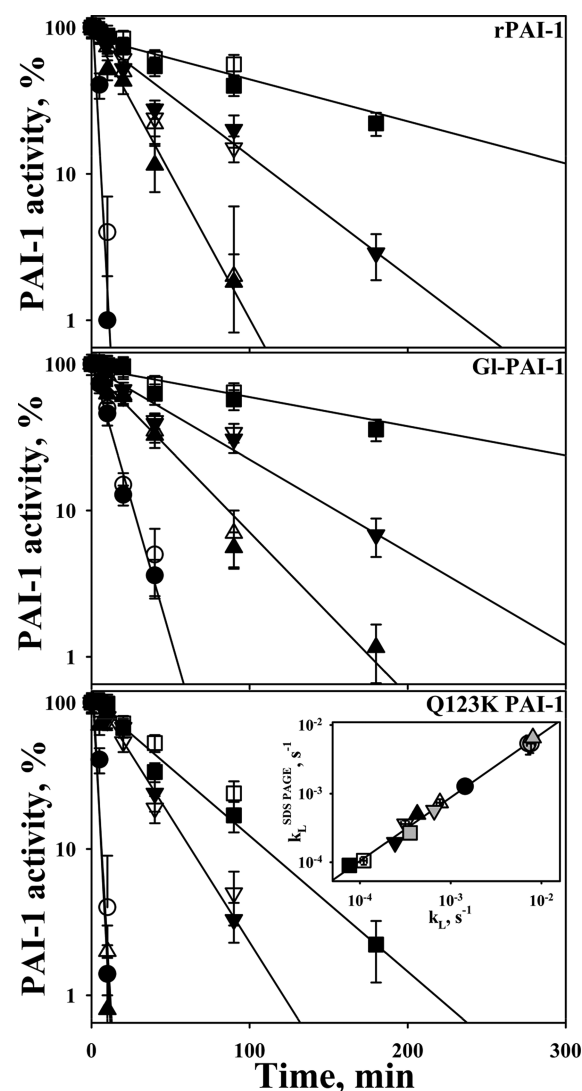 rPAI-1
100
10
1
PAI-1 activity, %
Gl-PAI-1
100
10
1
PAI-1 activity, %
Q123K PAI-1
100
10
1
PAI-1 activity, %
10⁻²
10⁻³
10⁻⁴
k_L^SDS PAGE, s⁻¹
10⁻⁴ 10⁻³ 10⁻²
k_L, s⁻¹
0 100 200 300
Time, min